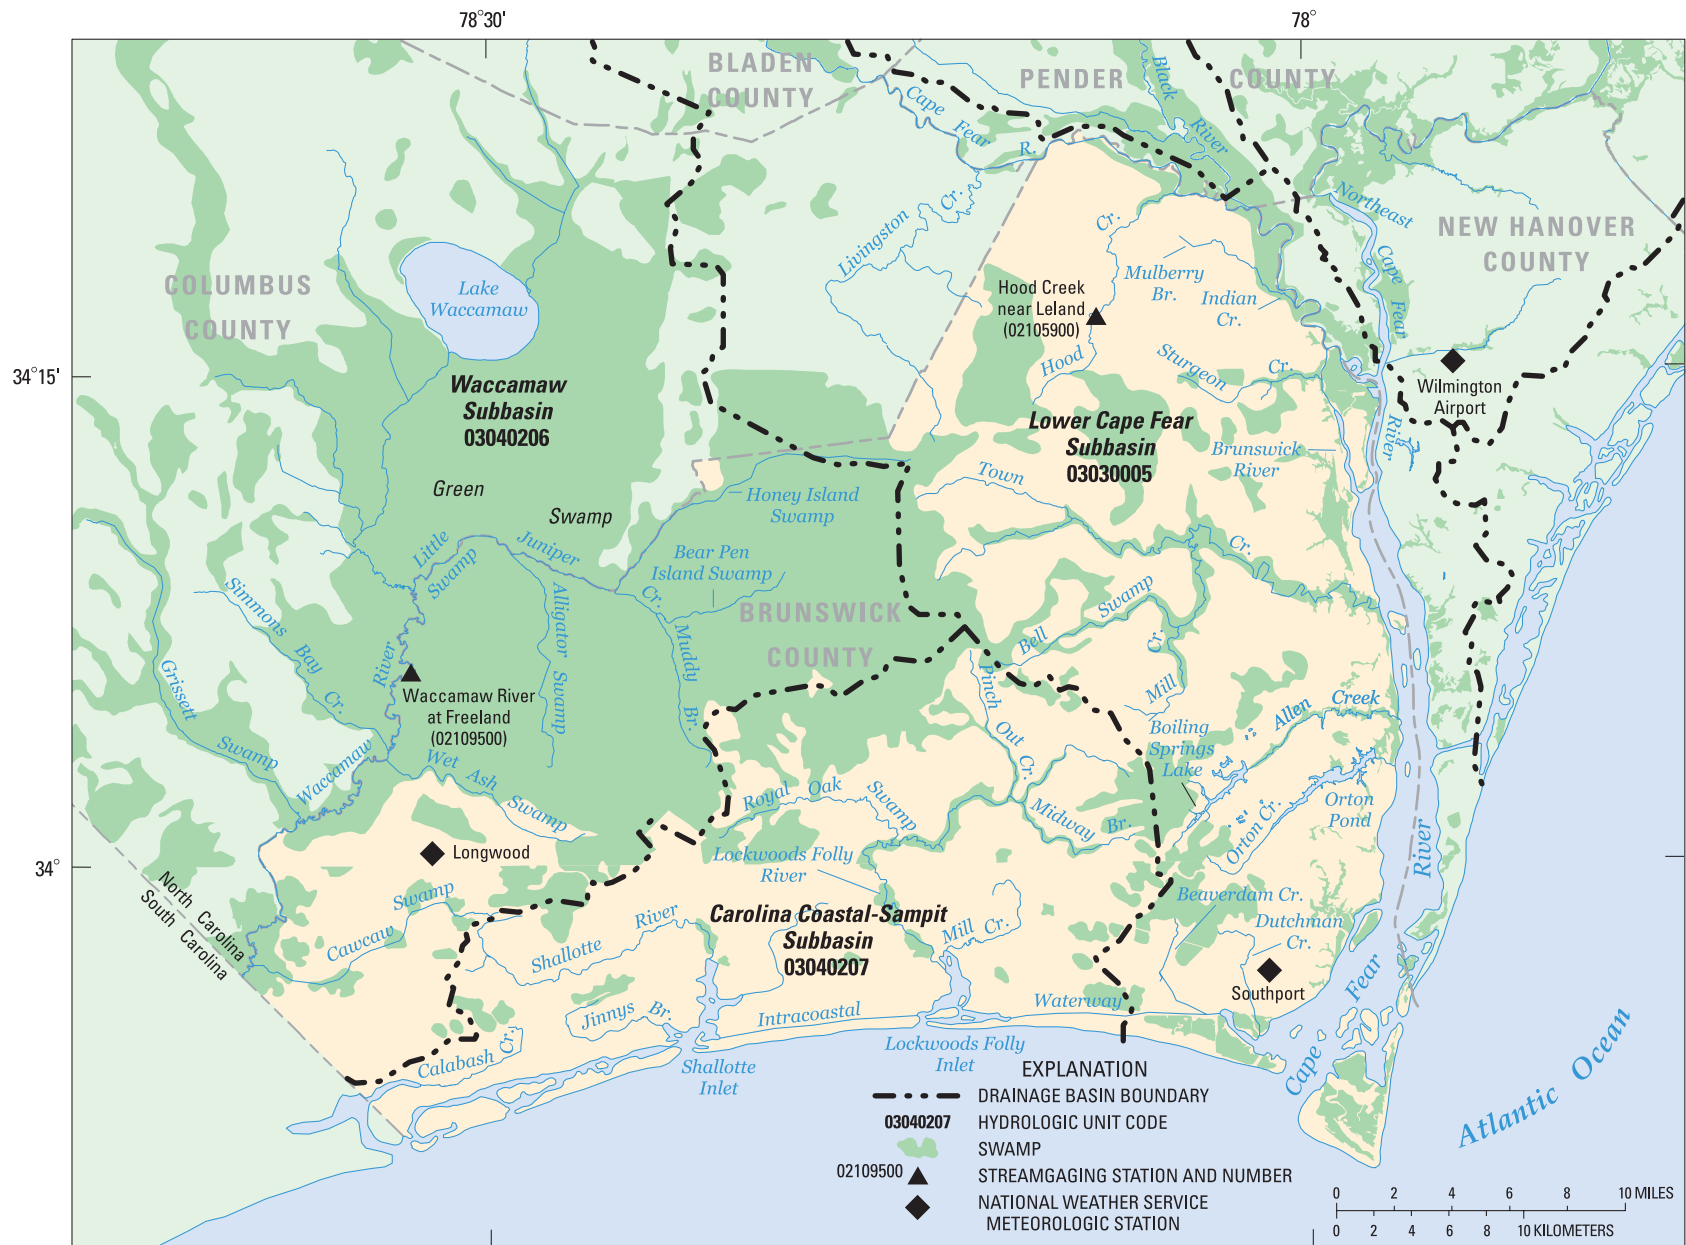 78°30'
78°
BLADEN
COUNTY
PENDER
COUNTY
Black
River
Cape
Fear
R.
Northeast
Cape
Fear
River
NEW HANOVER
COUNTY
Livingston
Cr.
Cr.
Mulberry
Br.
Indian
Cr.
Hood Creek
near Leland
(02105900)
Hood
COLUMBUS
COUNTY
Lake
Waccamaw
34°15'
Waccamaw
Subbasin
03040206
Sturgeon
Cr.
Wilmington
Airport
Lower Cape Fear
Subbasin
03030005
Brunswick
River
Green
Swamp
Honey Island
Swamp
Town
Cr.
Little
Juniper
Swamp
Cr.
Bear Pen
Island Swamp
BRUNSWICK
COUNTY
Alligator Swamp
Muddy
Br.
Bell
Swamp
Simmons
Bay
Cr.
Grissett
Swamp
River
Waccamaw
Waccamaw River
at Freeland
(02109500)
Wet
Ash
Swamp
Pinch
Out
Cr.
Mill
Cr.
Boiling
Springs
Lake
Allen
Creek
Orton
Pond
Orton Cr.
Royal
Oak
Swamp
Midway
Br.
34°
Longwood
Lockwoods Folly
River
Beaverdam Cr.
Dutchman
Cr.
North Carolina
South Carolina
Cawcaw
Swamp
Shallotte
River
Carolina Coastal-Sampit
Subbasin
03040207
Mill
Cr.
Southport
River
Fear
Cape
Jinnys
Br.
Intracoastal
Waterway
Calabash
Cr.
Shallotte
Inlet
Lockwoods Folly
Inlet
Atlantic Ocean
EXPLANATION
DRAINAGE BASIN BOUNDARY
03040207 HYDROLOGIC UNIT CODE
SWAMP
02109500 STREAMGAGING STATION AND NUMBER
NATIONAL WEATHER SERVICE
METEOROLOGIC STATION
0 2 4 6 8 10 MILES
0 2 4 6 8 10 KILOMETERS